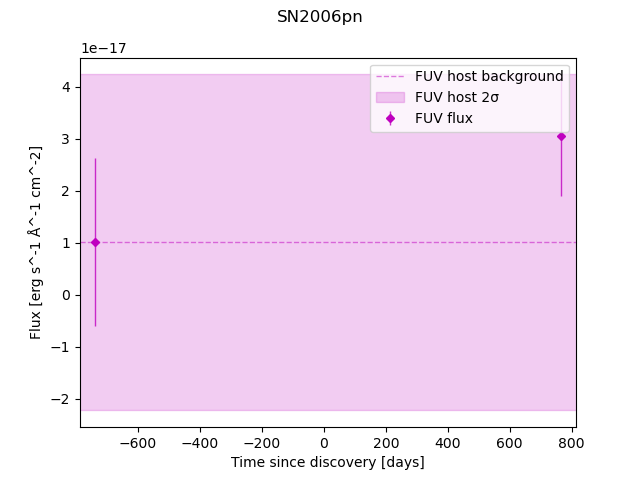 SN2006pn
1e−17
FUV host background
FUV host 2σ
FUV flux
4
3
2
1
0
−1
−2
Flux [erg s^-1 Å^-1 cm^-2]
−600 −400 −200 0 200 400 600 800
Time since discovery [days]